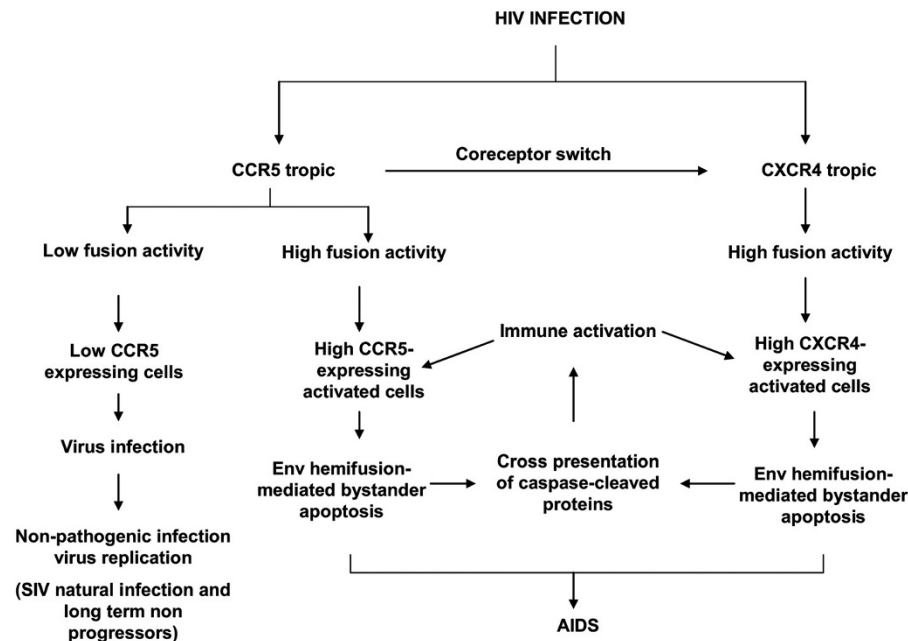 HIV INFECTION
CCR5 tropic
Coreceptor switch
CXCR4 tropic
Low fusion activity
High fusion activity
High fusion activity
Low CCR5
expressing cells
High CCR5-
expressing
activated cells
Immune activation
High CXCR4-
expressing
activated cells
Virus infection
Env hemifusion-
mediated bystander
apoptosis
Cross presentation
of caspase-cleaved
proteins
Env hemifusion-
mediated bystander
apoptosis
Non-pathogenic infection
virus replication
(SIV natural infection and
long term non
progressors)
AIDS